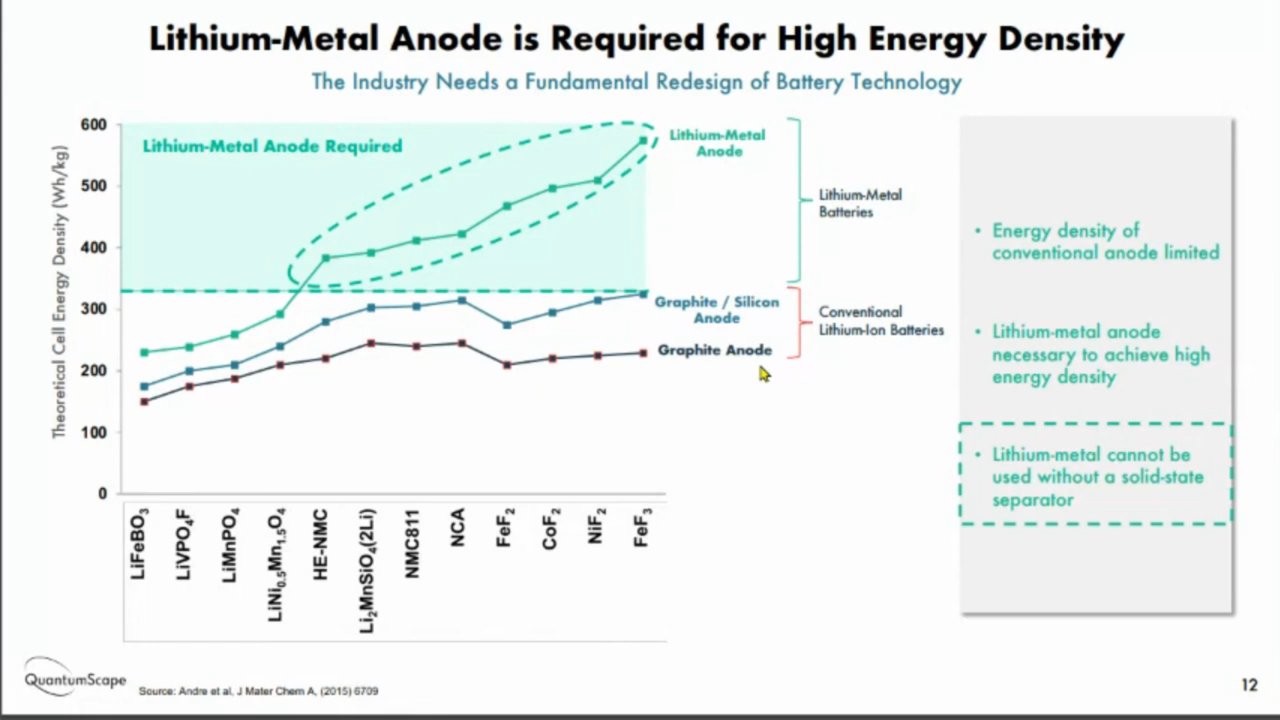 Lithium-Metal Anode is Required for High Energy Density
The Industry Needs a Fundamental Redesign of Battery Technology
Theoretical Cell Energy Density (Wh/kg)
600
500
400
300
200
100
0
Lithium-Metal Anode Required
Lithium-Metal
Anode
Graphite / Silicon
Anode
Graphite Anode
Lithium-Metal
Batteries
Conventional
Lithium-Ion Batteries
LiFeBO₃
LiVPO₄F
LiMnPO₄
LiNi₀.₅Mn₁.₅O₄
HE-NMC
Li₂MnSiO₄(2Li)
NMC811
NCA
FeF₂
CoF₂
NiF₂
FeF₃
• Energy density of
conventional anode limited
• Lithium-metal anode
necessary to achieve high
energy density
• Lithium-metal cannot be
used without a solid-state
separator
QuantumScape
Source: Andre et al, J Mater Chem A, (2015) 6709
12